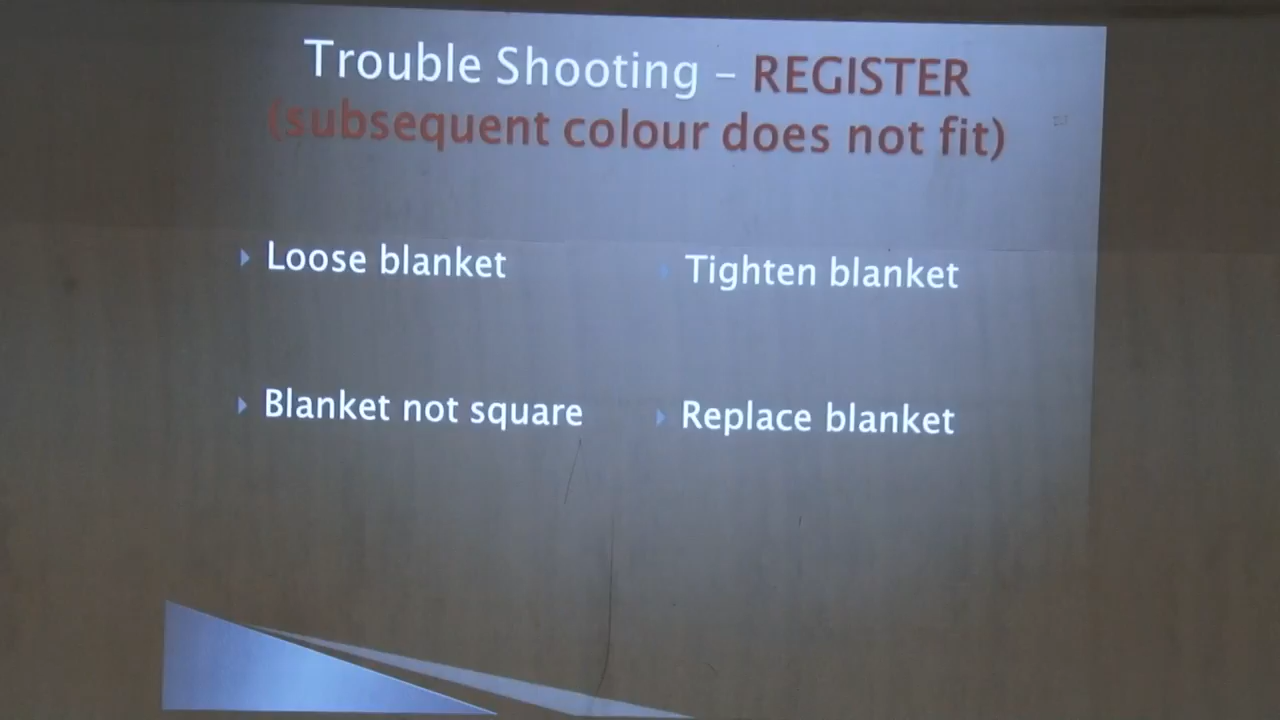 Trouble Shooting – REGISTER
(subsequent colour does not fit)
Loose blanket
Tighten blanket
Blanket not square
Replace blanket